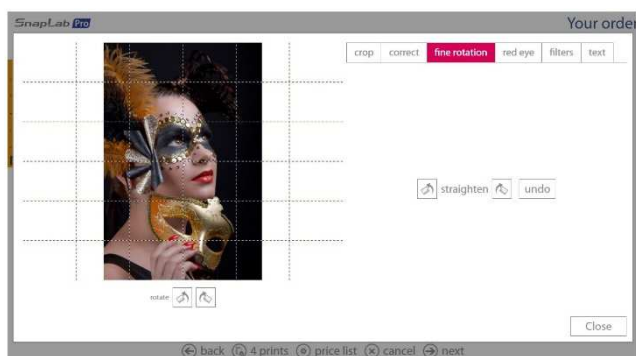 SnapLab Pro
Your order
crop correct fine rotation red eye filters text
straighten undo
rotate
Close
back 4 prints price list cancel next